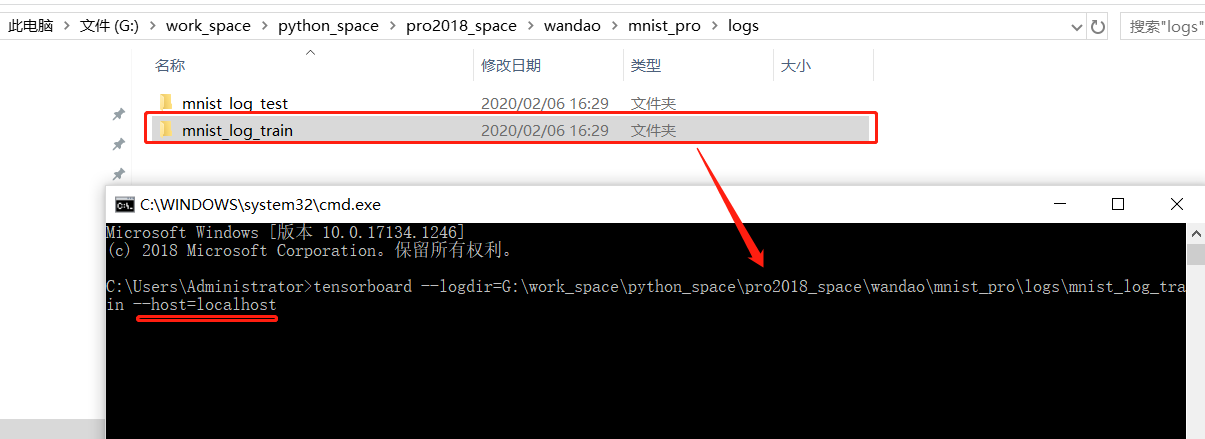 此电脑 > 文件 (G:) > work_space > python_space > pro2018_space > wandao > mnist_pro > logs
搜索"logs"
名称 修改日期 类型 大小
mnist_log_test 2020/02/06 16:29 文件夹
mnist_log_train 2020/02/06 16:29 文件夹
C:\WINDOWS\system32\cmd.exe
Microsoft Windows [版本 10.0.17134.1246]
(c) 2018 Microsoft Corporation。保留所有权利。
C:\Users\Administrator>tensorboard --logdir=G:\work_space\python_space\pro2018_space\wandao\mnist_pro\logs\mnist_log_tra
in --host=localhost